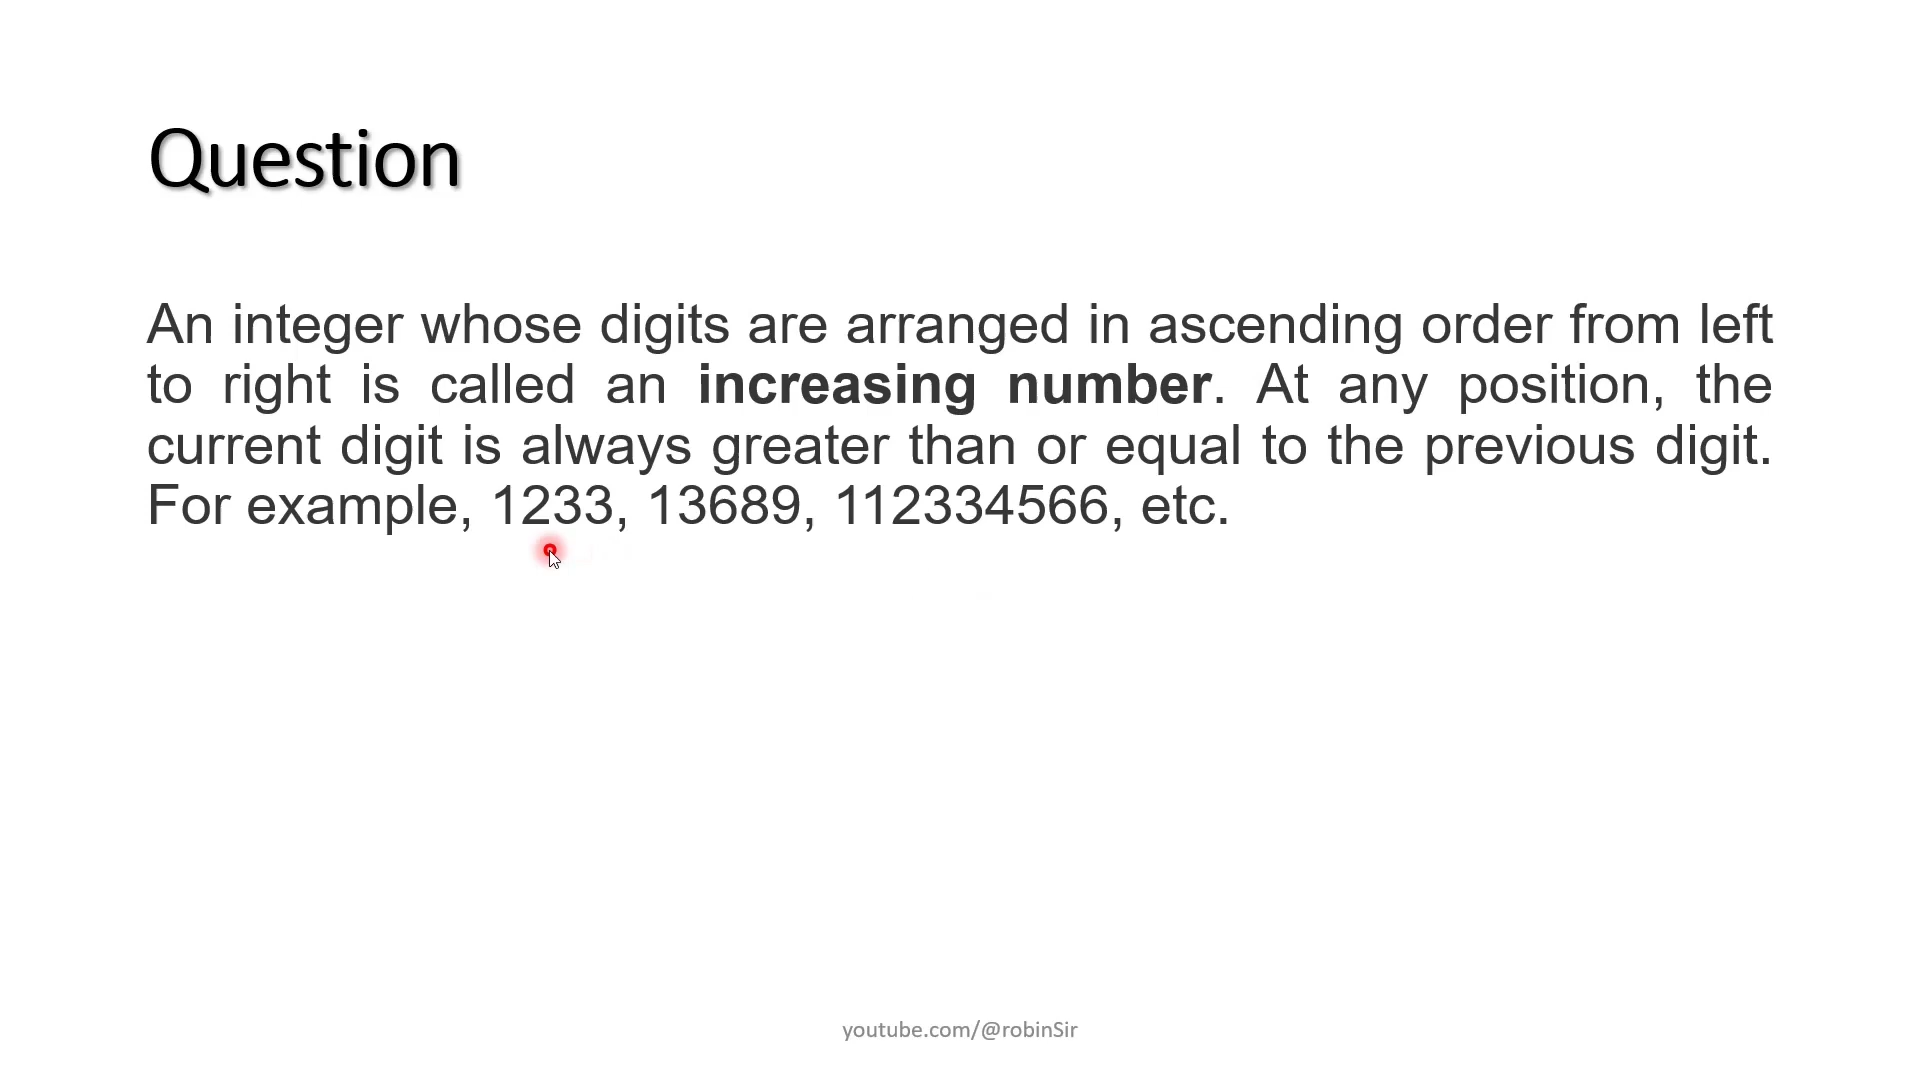 Question
An integer whose digits are arranged in ascending order from left
to right is called an increasing number. At any position, the
current digit is always greater than or equal to the previous digit.
For example, 1233, 13689, 112334566, etc.
youtube.com/@robinSir